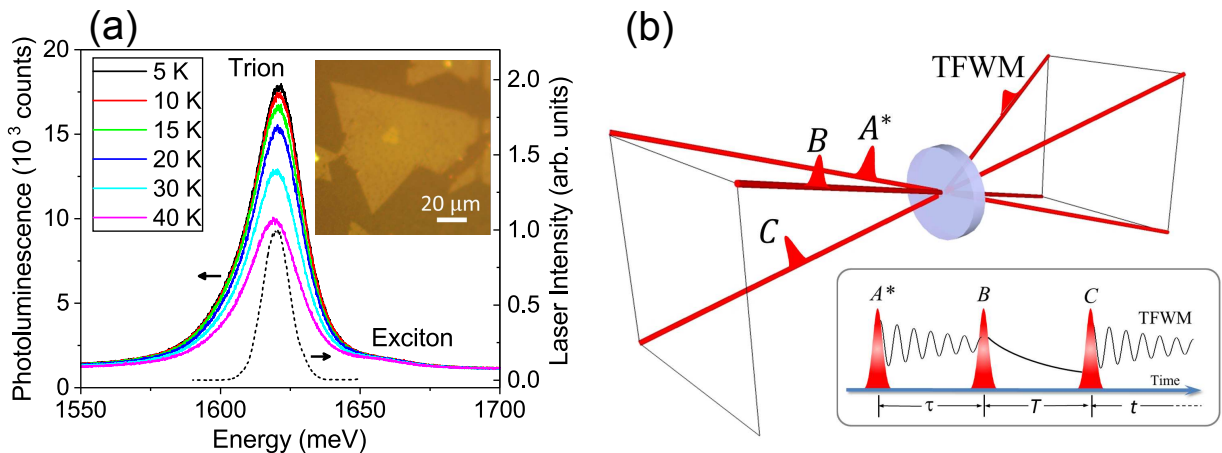 (a)
Photoluminescence (10³ counts)
20
15
10
5
0
5 K
10 K
15 K
20 K
30 K
40 K
Trion
20 μm
Exciton
2.0
1.5
1.0
0.5
0.0
Laser Intensity (arb. units)
1550
1600
1650
1700
Energy (meV)
(b)
TFWM
B
A*
C
A*
B
C
TFWM
Time
τ
T
t